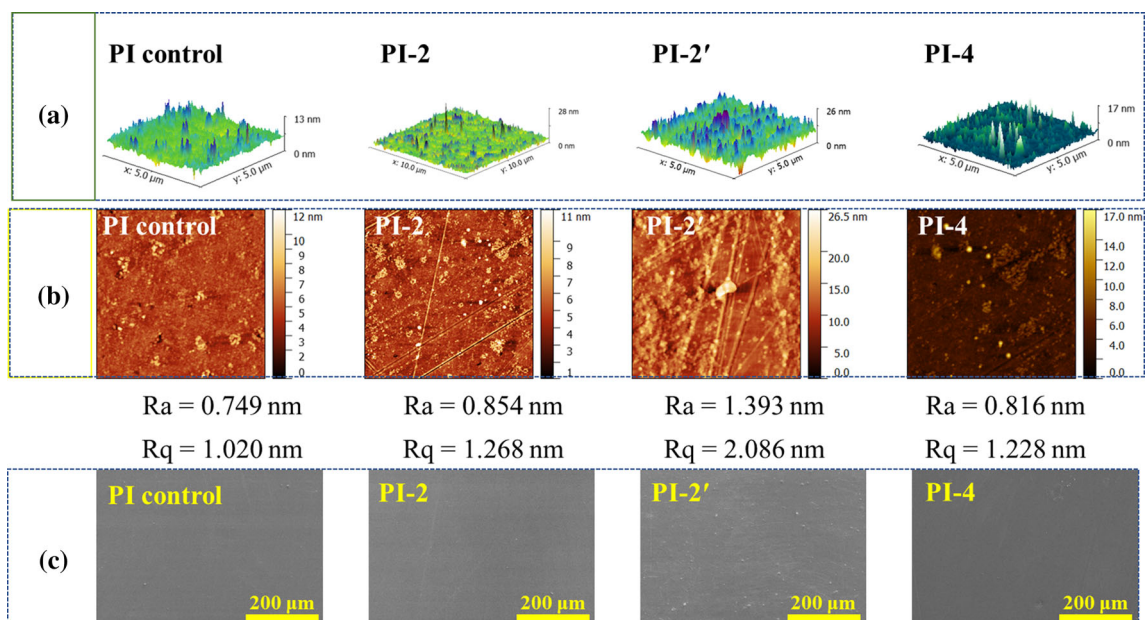 PI control
PI-2
PI-2′
PI-4
(a)
13 nm
0 nm
x: 5.0 µm
y: 5.0 µm
28 nm
0 nm
x: 10.0 µm
y: 10.0 µm
26 nm
0 nm
x: 5.0 µm
y: 5.0 µm
17 nm
0 nm
x: 5.0 µm
y: 5.0 µm
(b)
PI control
12 nm
10
9
8
7
6
5
4
3
2
0
PI-2
11 nm
9
8
7
6
5
4
3
1
PI-2′
26.5 nm
20.0
15.0
10.0
5.0
0.0
PI-4
17.0 nm
14.0
12.0
10.0
8.0
6.0
4.0
2.0
0.0
Ra = 0.749 nm
Ra = 0.854 nm
Ra = 1.393 nm
Ra = 0.816 nm
Rq = 1.020 nm
Rq = 1.268 nm
Rq = 2.086 nm
Rq = 1.228 nm
(c)
PI control
200 µm
PI-2
200 µm
PI-2′
200 µm
PI-4
200 µm